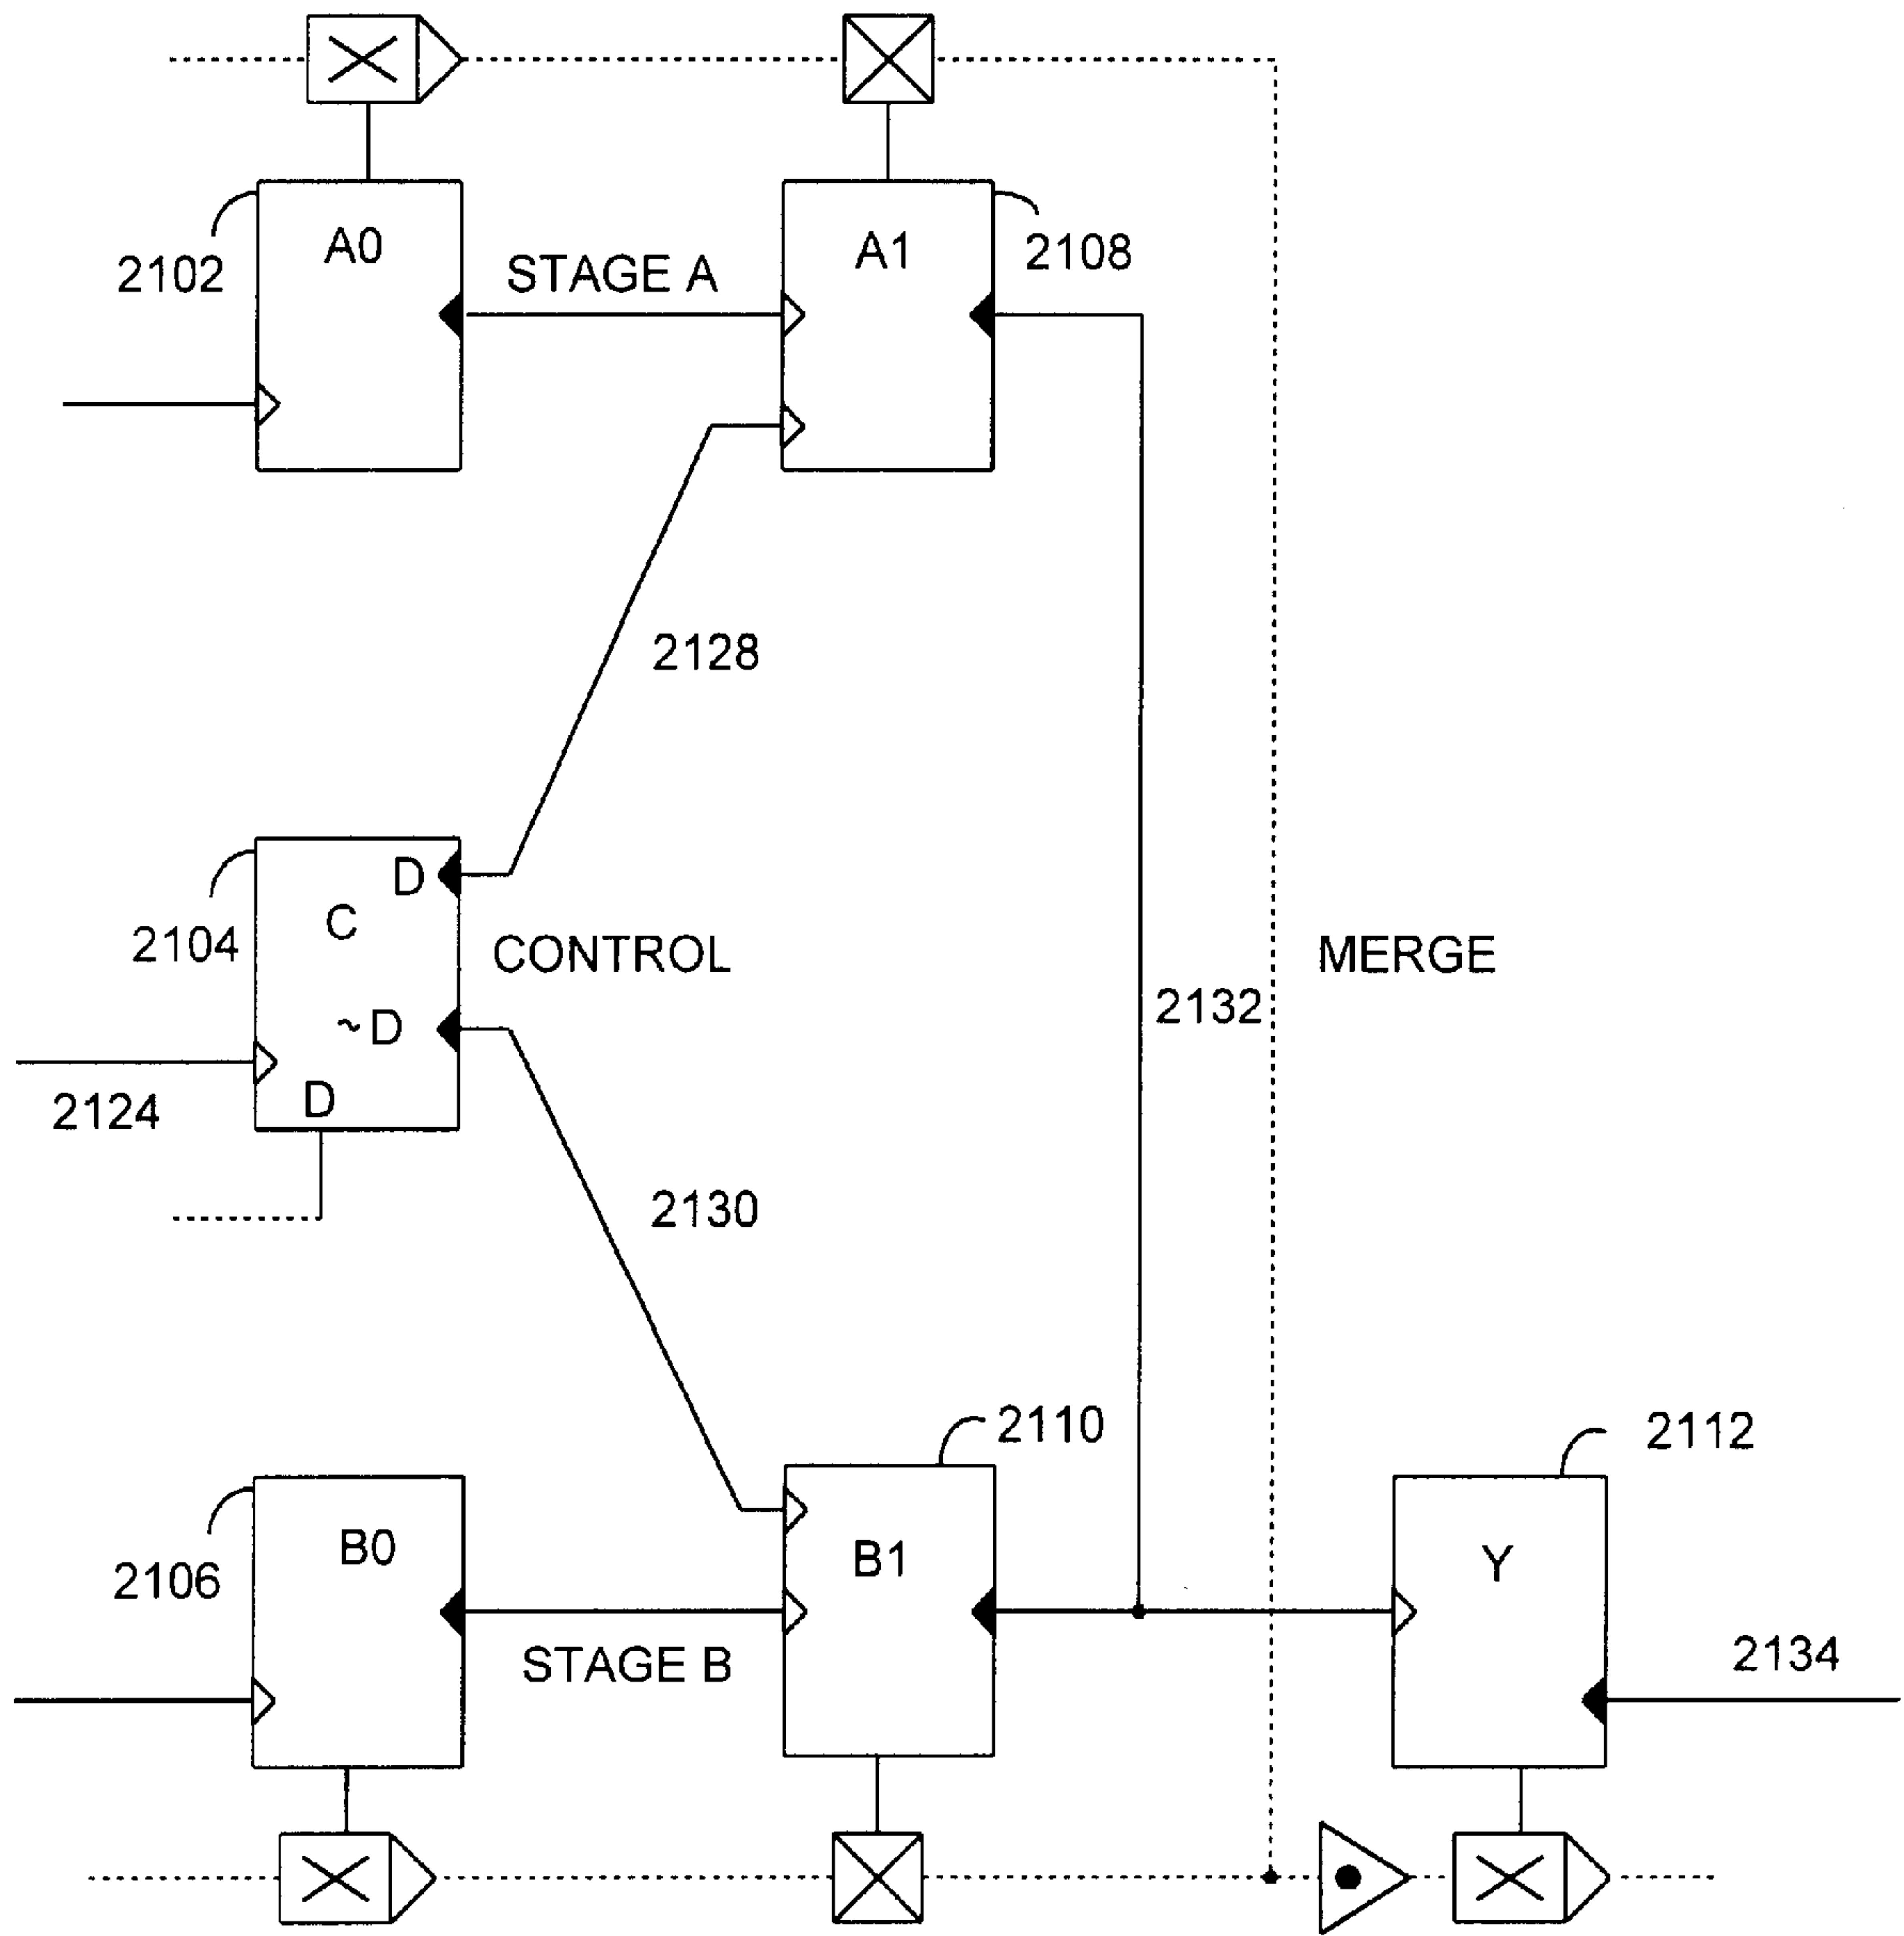 A0
A1
2102
STAGE A
2108
2128
D
C
2104
CONTROL
MERGE
2132
~D
2124
D
2130
2110
2112
B0
B1
Y
2106
STAGE B
2134